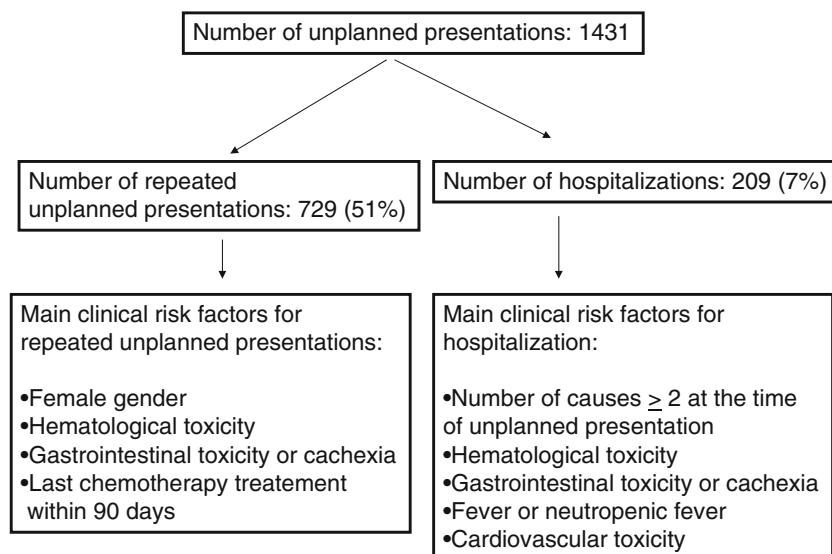 Number of unplanned presentations: 1431
Number of repeated
unplanned presentations: 729 (51%)
Number of hospitalizations: 209 (7%)
Main clinical risk factors for
repeated unplanned presentations:
•Female gender
•Hematological toxicity
•Gastrointestinal toxicity or cachexia
•Last chemotherapy treatement
within 90 days
Main clinical risk factors for
hospitalization:
•Number of causes ≥ 2 at the time
of unplanned presentation
•Hematological toxicity
•Gastrointestinal toxicity or cachexia
•Fever or neutropenic fever
•Cardiovascular toxicity